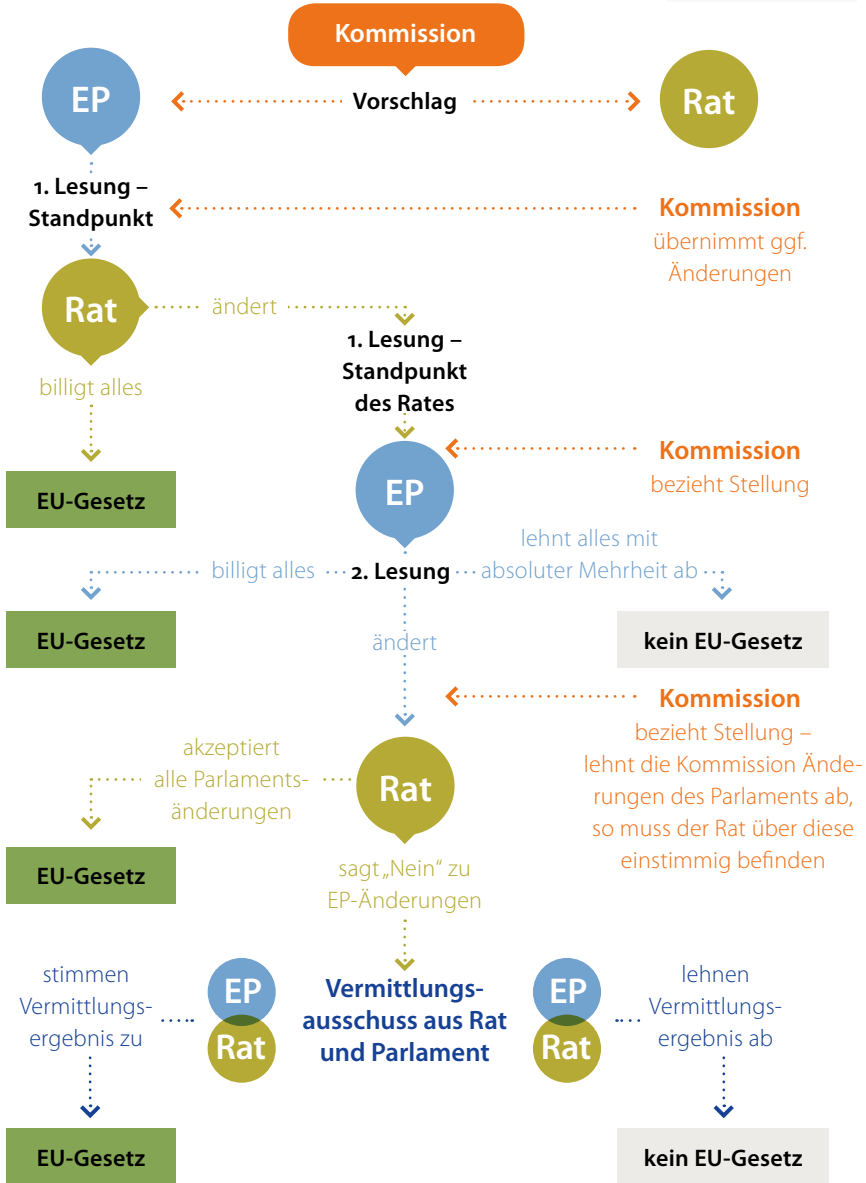 Kommission
EP
Vorschlag
Rat
1. Lesung –
Standpunkt
Kommission
übernimmt ggf.
Änderungen
Rat
ändert
1. Lesung –
Standpunkt
des Rates
billigt alles
EU-Gesetz
EP
Kommission
bezieht Stellung
billigt alles
2. Lesung
lehnt alles mit
absoluter Mehrheit ab
EU-Gesetz
kein EU-Gesetz
ändert
Kommission
bezieht Stellung –
lehnt die Kommission Ände-
rungen des Parlaments ab,
so muss der Rat über diese
einstimmig befinden
akzeptiert
alle Parlaments-
änderungen
Rat
EU-Gesetz
sagt „Nein“ zu
EP-Änderungen
stimmen
Vermittlungs-
ergebnis zu
EP
Rat
Vermittlungs-
ausschuss aus Rat
und Parlament
EP
Rat
lehnen
Vermittlungs-
ergebnis ab
EU-Gesetz
kein EU-Gesetz